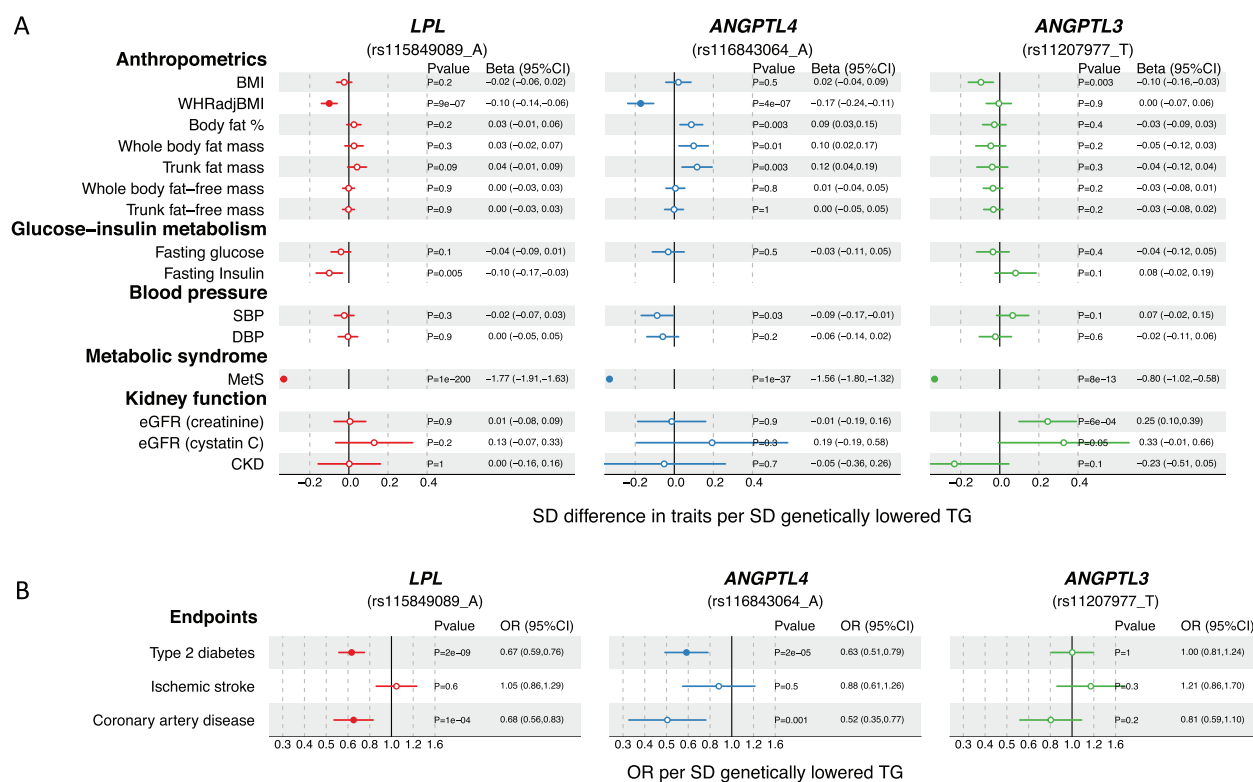 A
LPL ANGPTL4 ANGPTL3
(rs115849089_A) (rs116843064_A) (rs11207977_T)
Anthropometrics Pvalue Beta (95%CI) Pvalue Beta (95%CI) Pvalue Beta (95%CI)
BMI P=0.2 −0.02 (−0.06, 0.02) P=0.5 0.02 (−0.04, 0.09) P=0.003 −0.10 (−0.16,−0.03)
WHRadjBMI P=9e−07 −0.10 (−0.14,−0.06) P=4e−07 −0.17 (−0.24,−0.11) P=0.9 0.00 (−0.07, 0.06)
Body fat % P=0.2 0.03 (−0.01, 0.06) P=0.003 0.09 (0.03,0.15) P=0.4 −0.03 (−0.09, 0.03)
Whole body fat mass P=0.3 0.03 (−0.02, 0.07) P=0.01 0.10 (0.02,0.17) P=0.2 −0.05 (−0.12, 0.03)
Trunk fat mass P=0.09 0.04 (−0.01, 0.09) P=0.003 0.12 (0.04,0.19) P=0.3 −0.04 (−0.12, 0.04)
Whole body fat−free mass P=0.9 0.00 (−0.03, 0.03) P=0.8 0.01 (−0.04, 0.05) P=0.2 −0.03 (−0.08, 0.01)
Trunk fat−free mass P=0.9 0.00 (−0.03, 0.03) P=1 0.00 (−0.05, 0.05) P=0.2 −0.03 (−0.08, 0.02)
Glucose−insulin metabolism
Fasting glucose P=0.1 −0.04 (−0.09, 0.01) P=0.5 −0.03 (−0.11, 0.05) P=0.4 −0.04 (−0.12, 0.05)
Fasting Insulin P=0.005 −0.10 (−0.17,−0.03) P=0.1 0.08 (−0.02, 0.19)
Blood pressure
SBP P=0.3 −0.02 (−0.07, 0.03) P=0.03 −0.09 (−0.17,−0.01) P=0.1 0.07 (−0.02, 0.15)
DBP P=0.9 0.00 (−0.05, 0.05) P=0.2 −0.06 (−0.14, 0.02) P=0.6 −0.02 (−0.11, 0.06)
Metabolic syndrome
MetS P=1e−200 −1.77 (−1.91,−1.63) P=1e−37 −1.56 (−1.80,−1.32) P=8e−13 −0.80 (−1.02,−0.58)
Kidney function
eGFR (creatinine) P=0.9 0.01 (−0.08, 0.09) P=0.9 −0.01 (−0.19, 0.16) P=6e−04 0.25 (0.10,0.39)
eGFR (cystatin C) P=0.2 0.13 (−0.07, 0.33) P=0.3 0.19 (−0.19, 0.58) P=0.05 0.33 (−0.01, 0.66)
CKD P=1 0.00 (−0.16, 0.16) P=0.7 −0.05 (−0.36, 0.26) P=0.1 −0.23 (−0.51, 0.05)
−0.2 0.0 0.2 0.4 −0.2 0.0 0.2 0.4 −0.2 0.0 0.2 0.4
SD difference in traits per SD genetically lowered TG
B
LPL ANGPTL4 ANGPTL3
(rs115849089_A) (rs116843064_A) (rs11207977_T)
Endpoints Pvalue OR (95%CI) Pvalue OR (95%CI) Pvalue OR (95%CI)
Type 2 diabetes P=2e−09 0.67 (0.59,0.76) P=2e−05 0.63 (0.51,0.79) P=1 1.00 (0.81,1.24)
Ischemic stroke P=0.6 1.05 (0.86,1.29) P=0.5 0.88 (0.61,1.26) P=0.3 1.21 (0.86,1.70)
Coronary artery disease P=1e−04 0.68 (0.56,0.83) P=0.001 0.52 (0.35,0.77) P=0.2 0.81 (0.59,1.10)
0.3 0.4 0.5 0.6 0.8 1.0 1.2 1.6 0.3 0.4 0.5 0.6 0.8 1.0 1.2 1.6 0.3 0.4 0.5 0.6 0.8 1.0 1.2 1.6
OR per SD genetically lowered TG